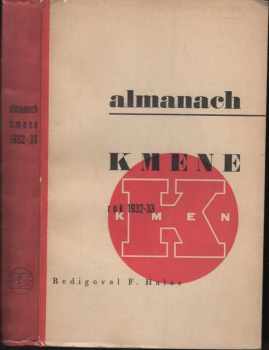 almanach
kmene
1932-33
almanach
KMENE
rok 1932-33
KMEN
Redigoval F. Halas